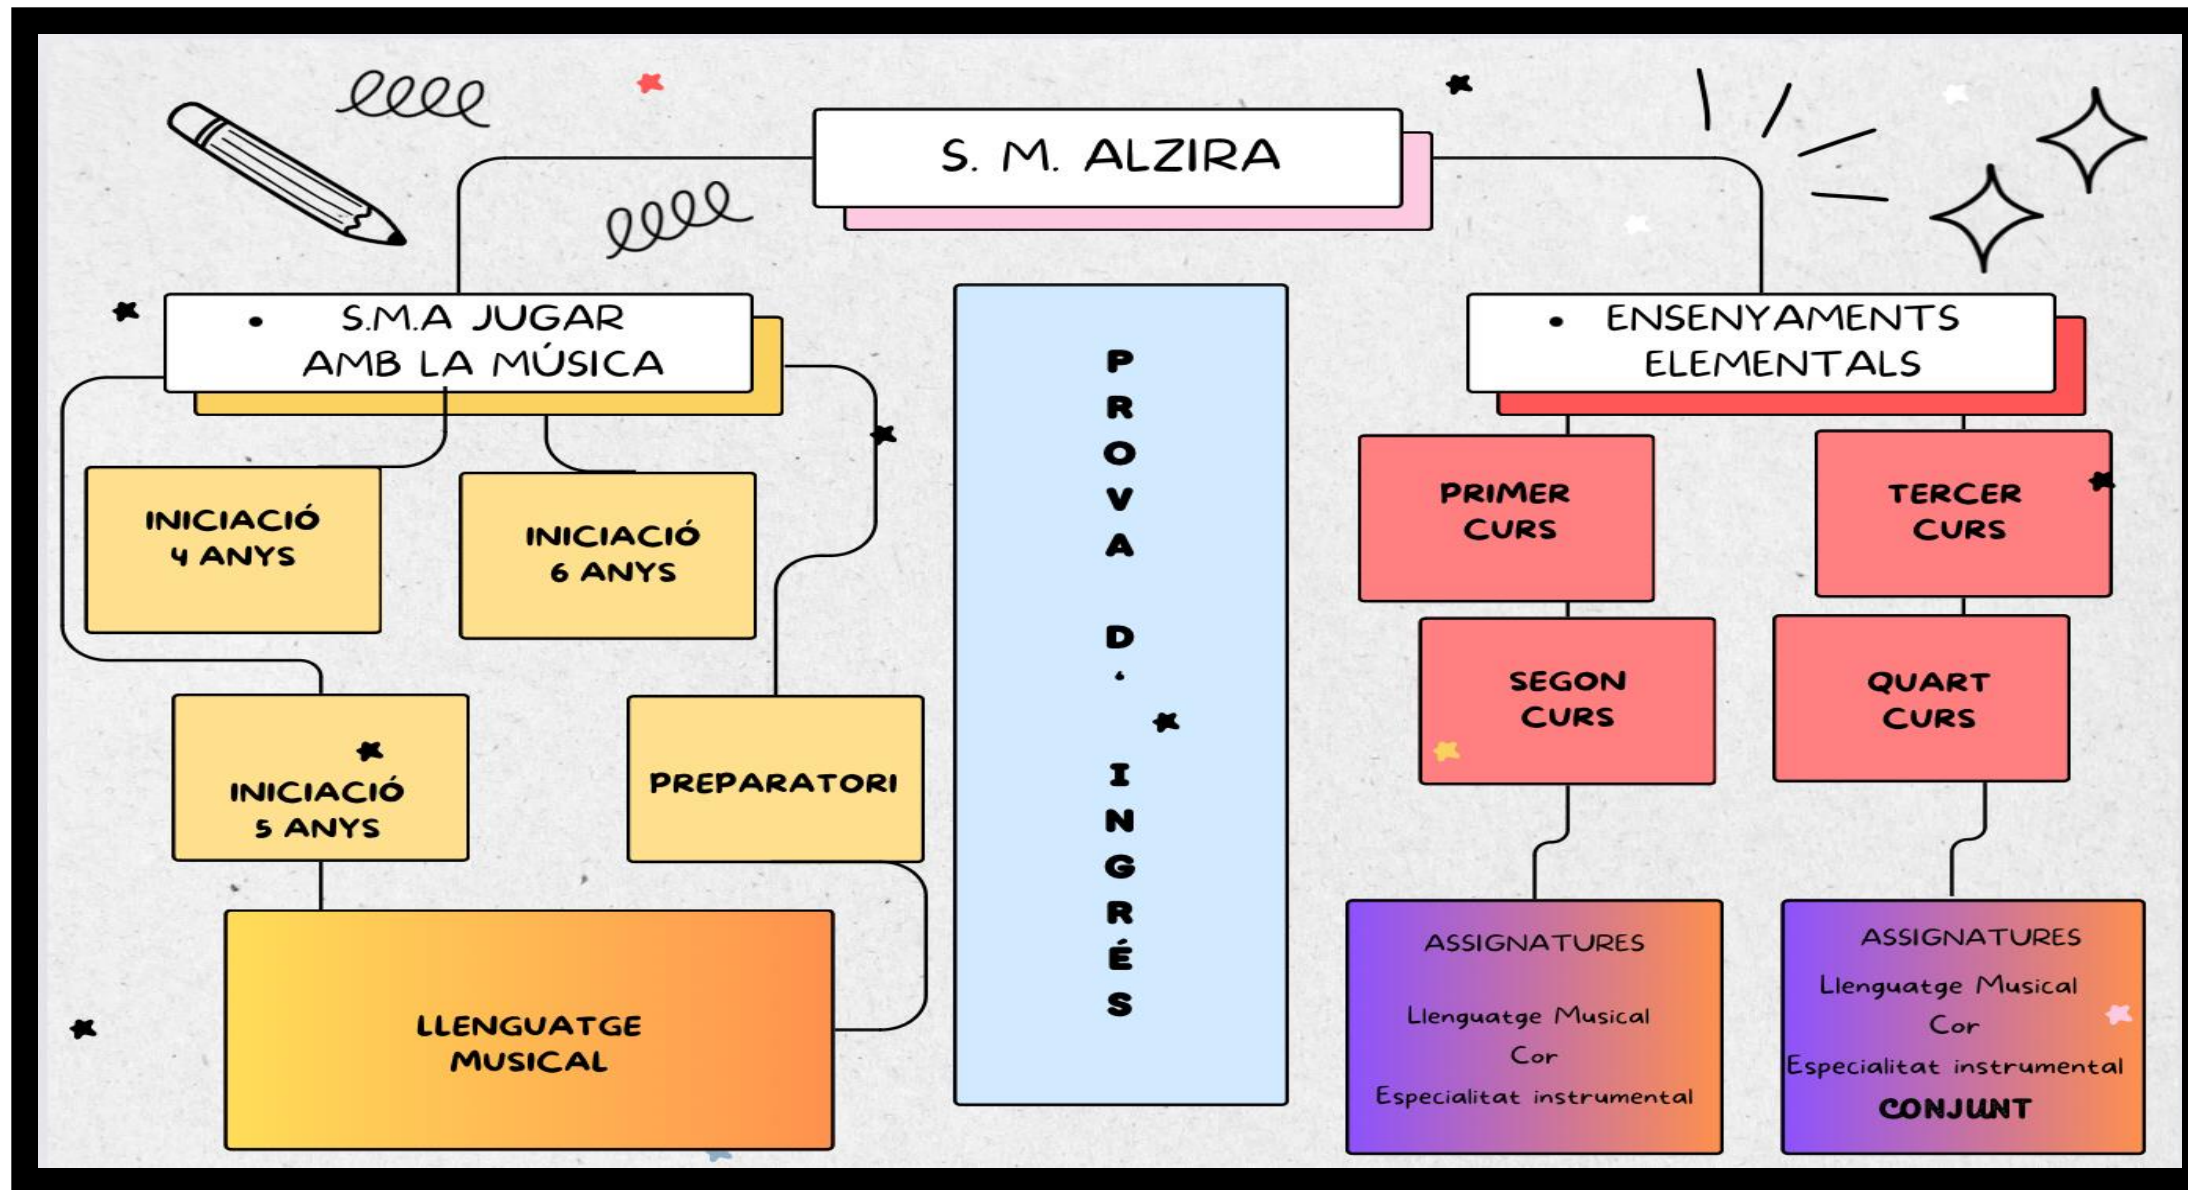 S. M. ALZIRA
• S.M.A JUGAR
AMB LA MÚSICA
INICIACIÓ
4 ANYS
INICIACIÓ
6 ANYS
INICIACIÓ
5 ANYS
PREPARATORI
LLENGUATGE
MUSICAL
P
R
O
V
A
D
'
I
N
G
R
É
S
• ENSENYAMENTS
ELEMENTALS
PRIMER
CURS
TERCER
CURS
SEGON
CURS
QUART
CURS
ASSIGNATURES
Llenguatge Musical
Cor
Especialitat instrumental
ASSIGNATURES
Llenguatge Musical
Cor
Especialitat instrumental
CONJUNT